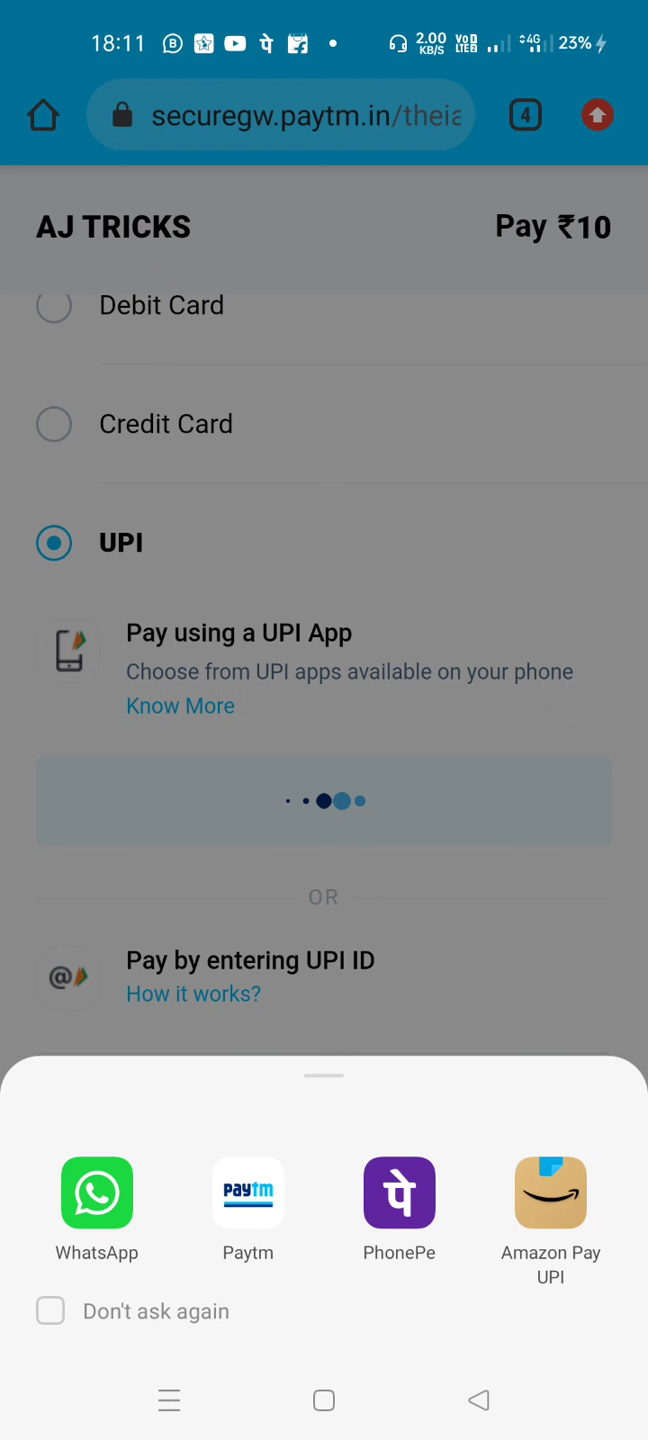 18:11 2.00 KB/S VoD LTE2 4G 23%
securegw.paytm.in/theia 4
AJ TRICKS Pay ₹10
Debit Card
Credit Card
UPI
Pay using a UPI App
Choose from UPI apps available on your phone
Know More
OR
Pay by entering UPI ID
How it works?
paytm पे
WhatsApp Paytm PhonePe Amazon Pay UPI
Don't ask again